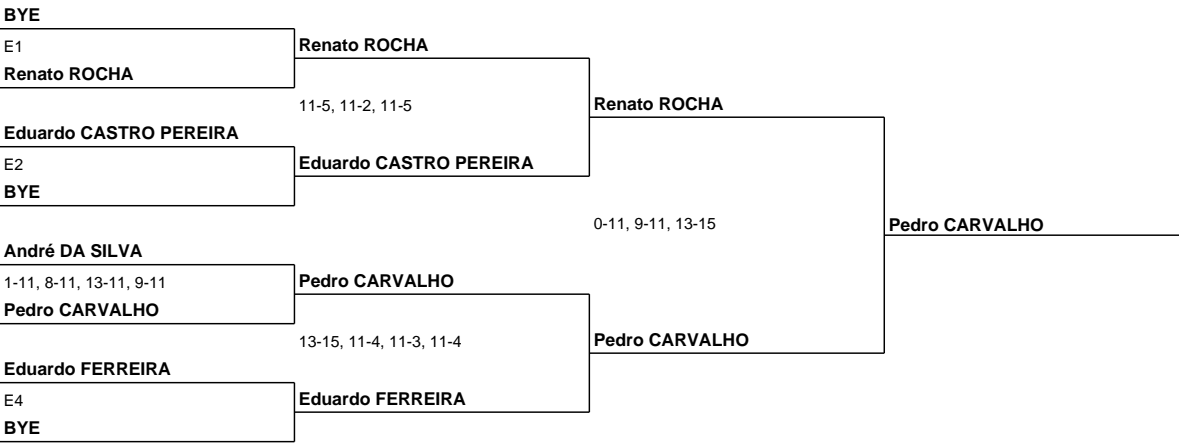 BYE
E1
Renato ROCHA
Renato ROCHA
11-5, 11-2, 11-5
Renato ROCHA
Eduardo CASTRO PEREIRA
E2
Eduardo CASTRO PEREIRA
BYE
0-11, 9-11, 13-15
Pedro CARVALHO
André DA SILVA
1-11, 8-11, 13-11, 9-11
Pedro CARVALHO
Pedro CARVALHO
13-15, 11-4, 11-3, 11-4
Pedro CARVALHO
Eduardo FERREIRA
E4
Eduardo FERREIRA
BYE